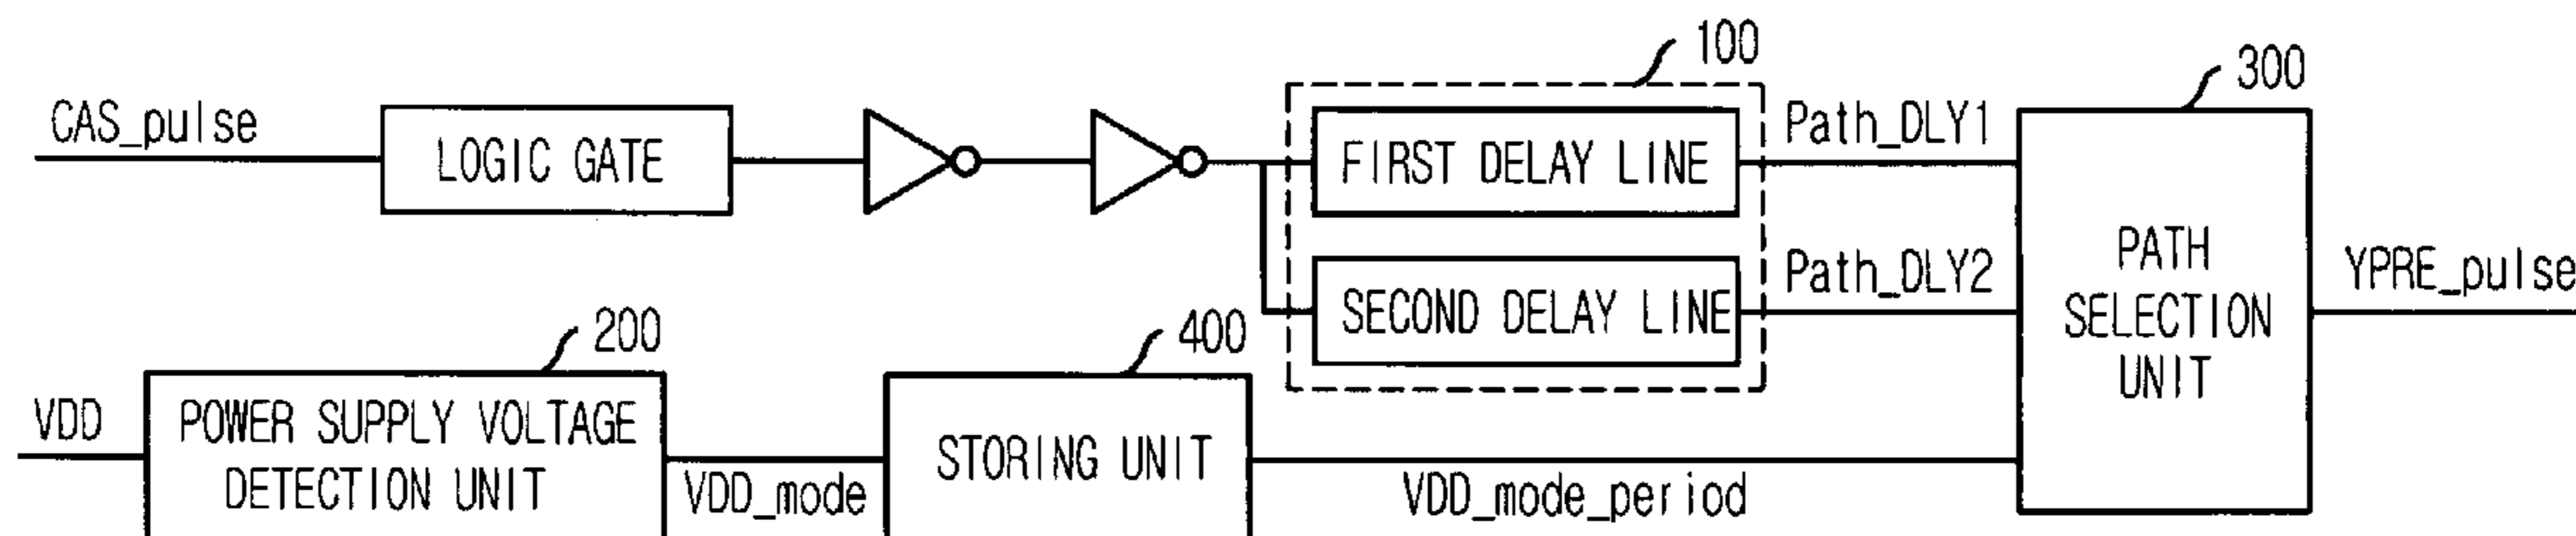 100
300
CAS_pulse
LOGIC GATE
FIRST DELAY LINE
Path_DLY1
SECOND DELAY LINE
Path_DLY2
PATH
SELECTION
UNIT
YPRE_pulse
200
400
VDD
POWER SUPPLY VOLTAGE
DETECTION UNIT
VDD_mode
STORING UNIT
VDD_mode_period